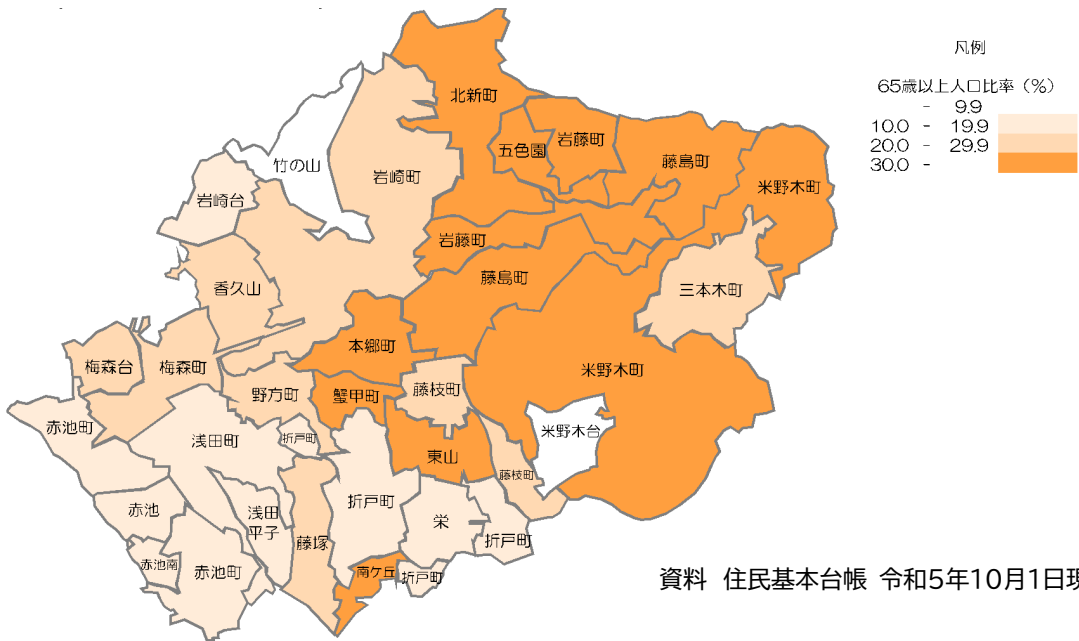 凡例
65歳以上人口比率（%）
- 9.9
10.0 - 19.9
20.0 - 29.9
30.0 -
北新町
五色園
岩藤町
藤島町
米野木町
竹の山
岩崎町
岩崎台
岩藤町
香久山
藤島町
三本木町
本郷町
梅森台
梅森町
米野木町
野方町
蟹甲町
藤枝町
赤池町
浅田町
折戸町
米野木台
東山
藤枝町
赤池
浅田
平子
折戸町
栄
藤塚
折戸町
赤池南
赤池町
南ケ丘
折戸町
資料 住民基本台帳 令和5年10月1日現